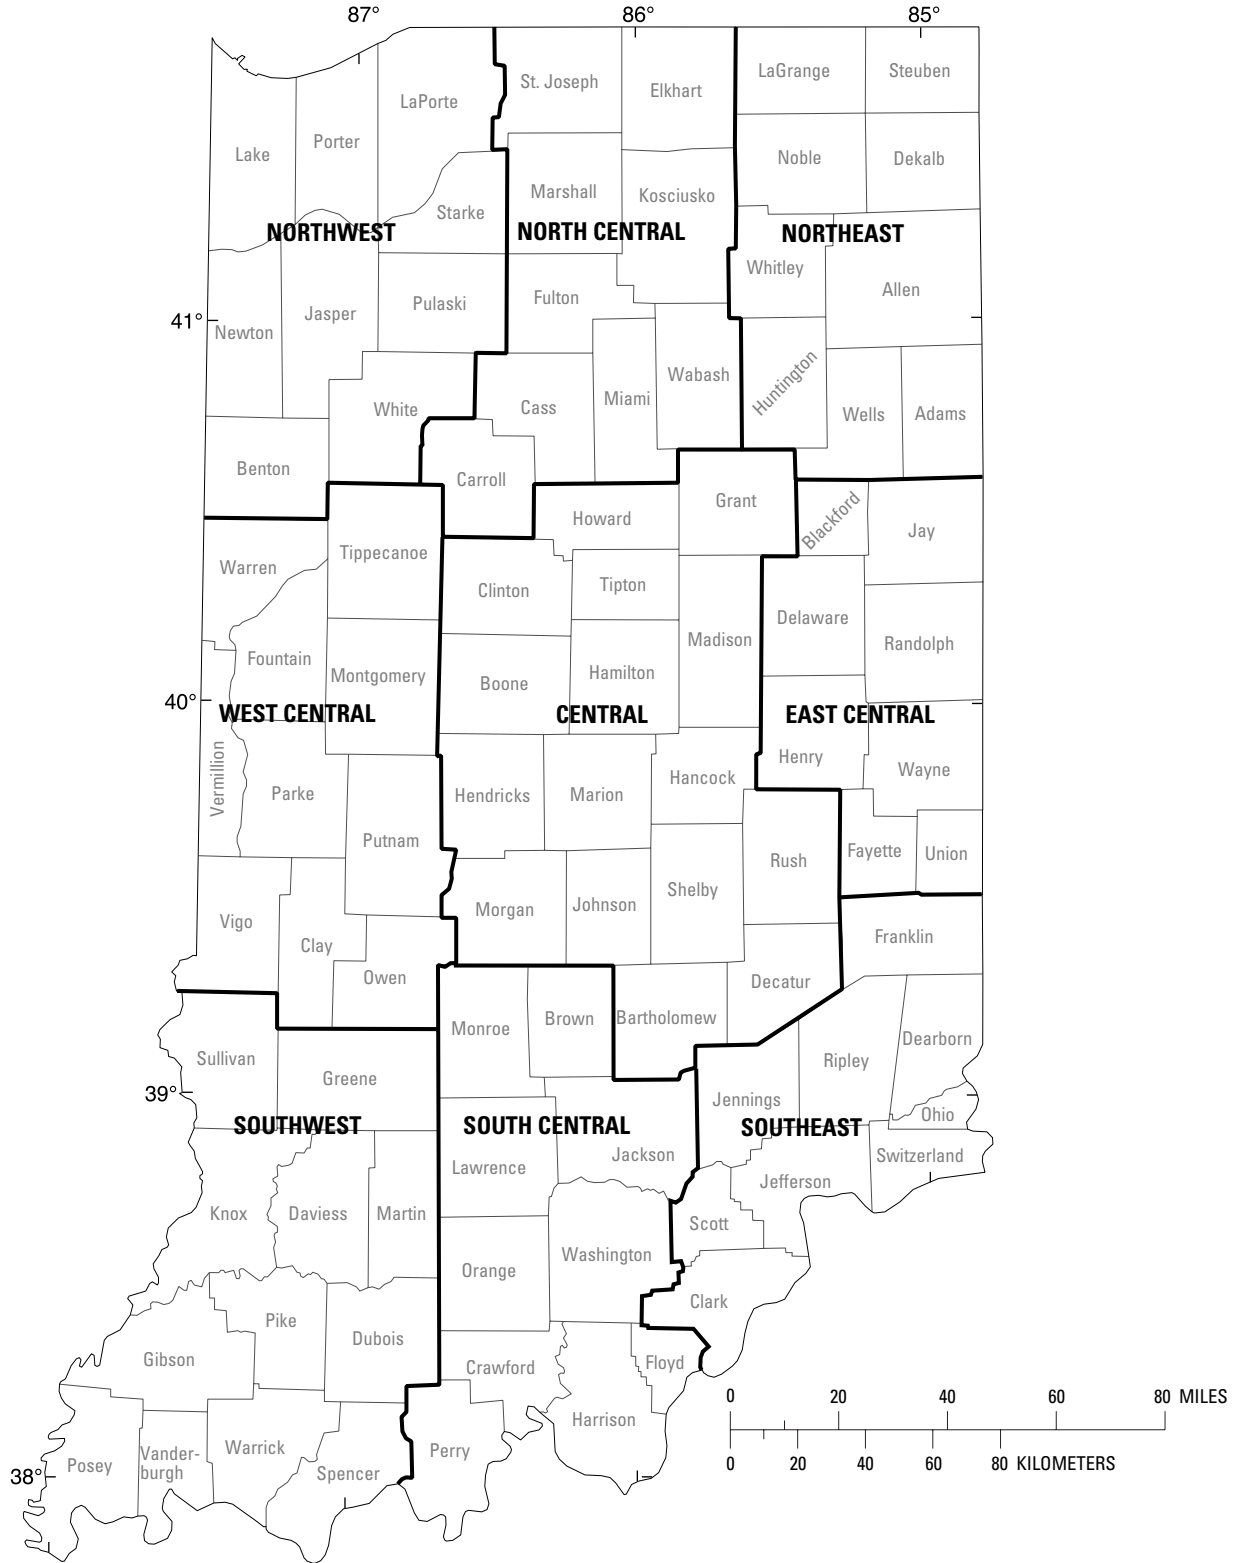 87° 86° 85°
LaGrange Steuben
St. Joseph
Elkhart
LaPorte
Porter
Lake
Noble Dekalb
Marshall
Kosciusko
Starke
NORTHWEST NORTH CENTRAL NORTHEAST
Whitley
Allen
Fulton
Pulaski
Jasper
41°
Newton
Huntington
Wabash
Miami
Cass
White
Wells Adams
Benton
Carroll
Grant
Howard
Blackford
Jay
Tippecanoe
Warren
Clinton
Tipton
Delaware
Madison
Randolph
Fountain
Montgomery
Boone
Hamilton
40°
WEST CENTRAL CENTRAL EAST CENTRAL
Henry
Wayne
Vermillion
Hancock
Parke
Hendricks Marion
Putnam
Rush
Fayette Union
Shelby
Morgan Johnson
Vigo
Clay
Franklin
Owen
Decatur
Monroe Brown Bartholomew
Dearborn
Sullivan
Ripley
Greene
39°
Jennings
Ohio
SOUTHWEST SOUTH CENTRAL SOUTHEAST
Jackson
Switzerland
Lawrence
Jefferson
Knox Daviess Martin
Scott
Washington
Orange
Clark
Pike
Dubois
Gibson
Crawford
Floyd
0 20 40 60 80 MILES
Harrison
Warrick
Vander-
burgh
Perry
Posey
Spencer
0 20 40 60 80 KILOMETERS
38°